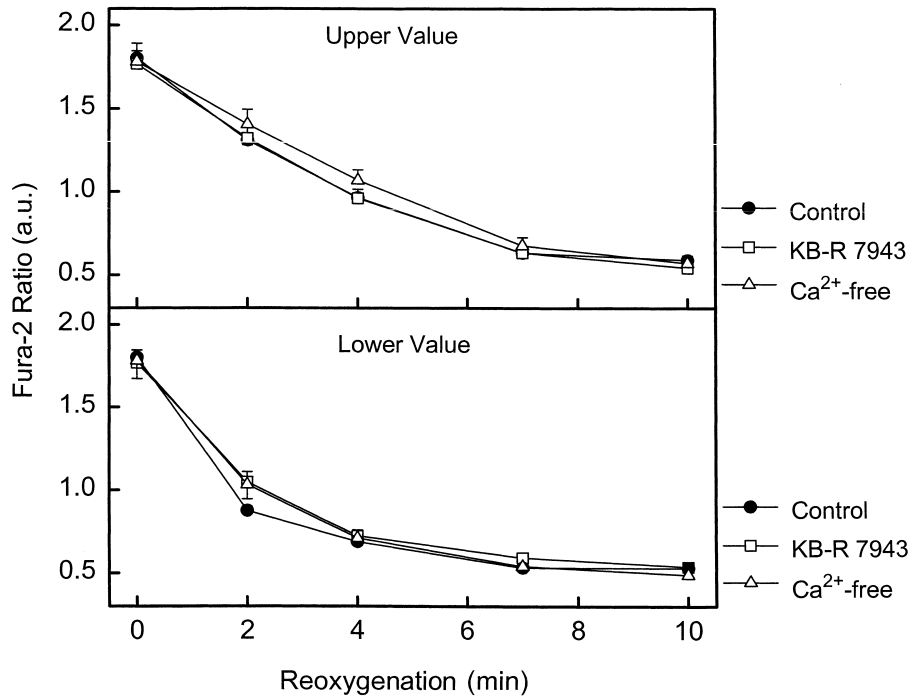 Upper Value
2.0
1.5
1.0
0.5
Control
KB-R 7943
Ca²⁺-free
Fura-2 Ratio (a.u.)
Lower Value
2.0
1.5
1.0
0.5
Control
KB-R 7943
Ca²⁺-free
0 2 4 6 8 10
Reoxygenation (min)